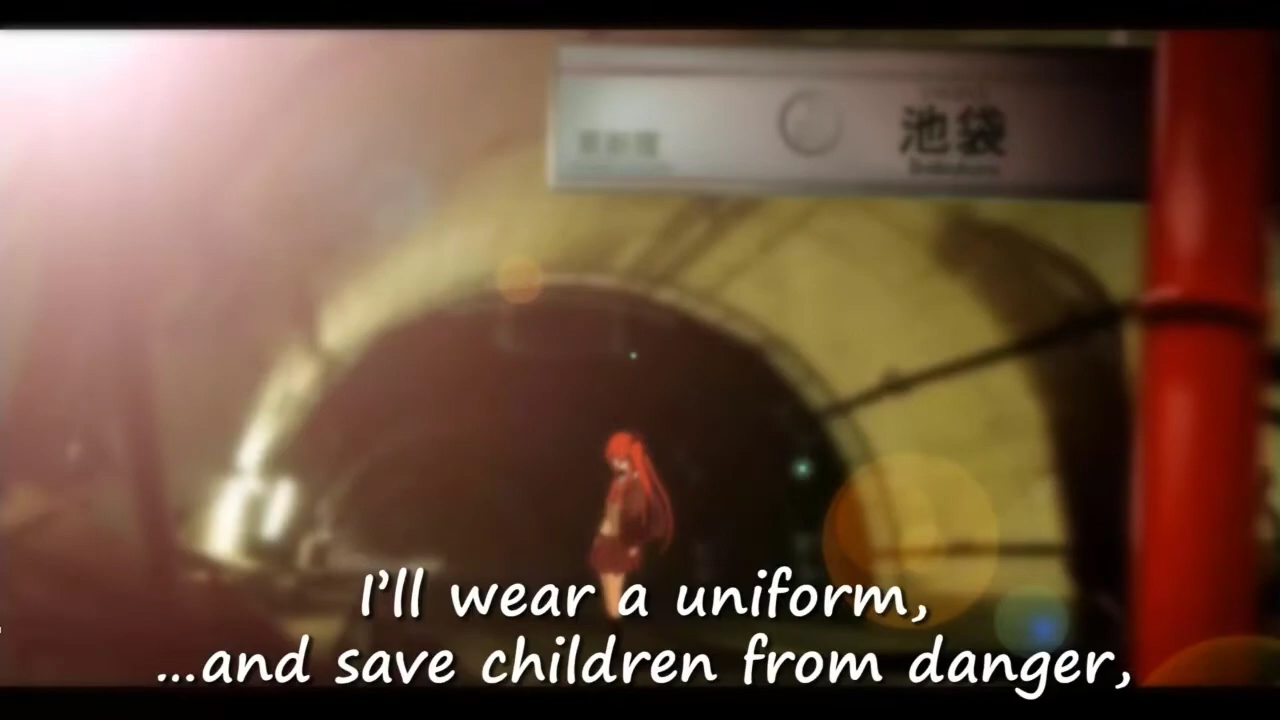 池袋
I'll wear a uniform,
...and save children from danger,